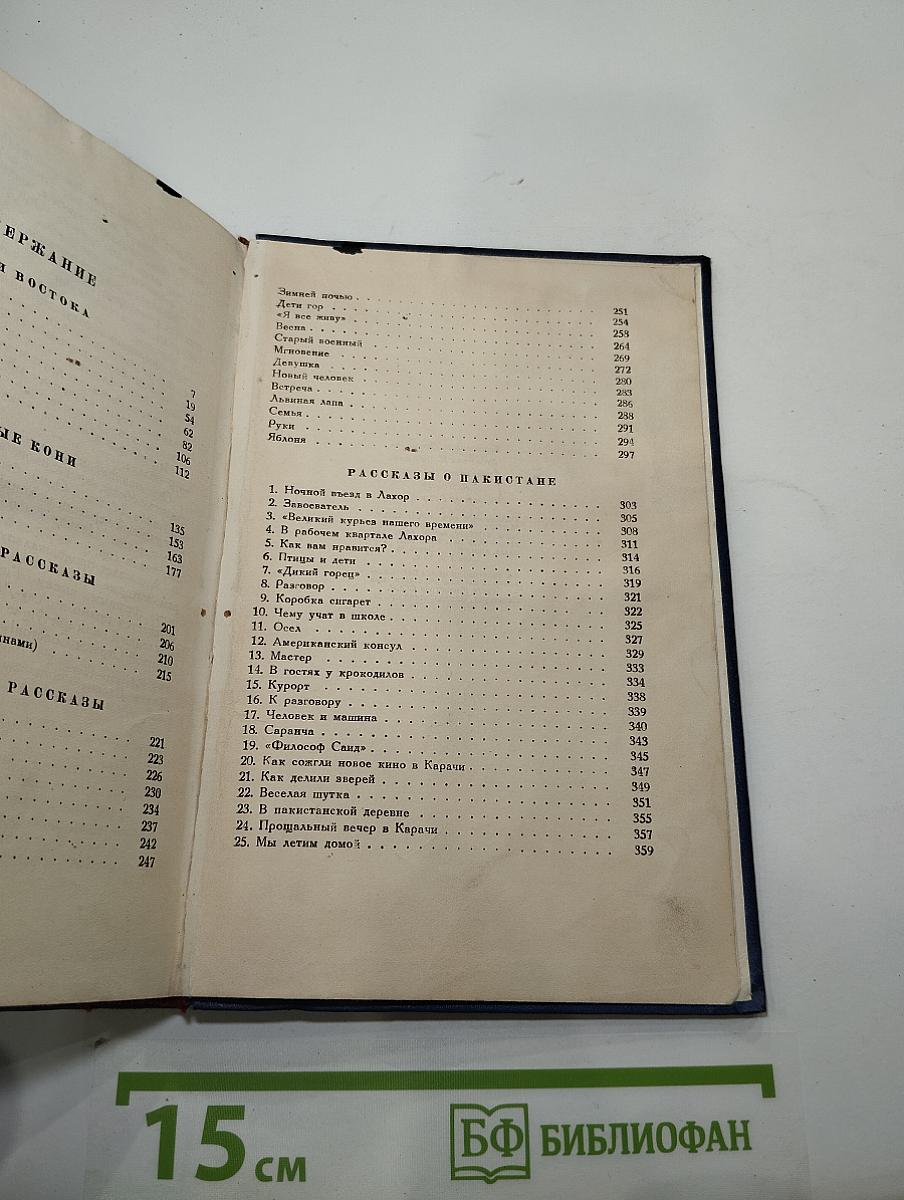 ЕРЖАНИЕ
И ВОСТОКА
7
19
54
62
82
106
112
ЫЕ КОНИ
135
153
163
177
РАССКАЗЫ
201
206
инами) 210
215
РАССКАЗЫ
221
223
226
230
234
237
242
247
Зимней ночью 251
Дети гор 254
«Я все живу» 258
Весна 264
Старый военный 269
Мгновение 272
Девушка 280
Новый человек 283
Встреча 286
Львиная лапа 288
Семья 291
Руки 294
Яблоня 297
РАССКАЗЫ О ПАКИСТАНЕ
1. Ночной въезд в Лахор 303
2. Завоеватель 305
3. «Великий курьез нашего времени» 308
4. В рабочем квартале Лахора 311
5. Как вам нравится? 314
6. Птицы и дети 316
7. «Дикий горец» 319
8. Разговор 321
9. Коробка сигарет 322
10. Чему учат в школе 325
11. Осел 327
12. Американский консул 329
13. Мастер 333
14. В гостях у крокодилов 334
15. Курорт 338
16. К разговору 339
17. Человек и машина 340
18. Саранча 343
19. «Философ Саид» 345
20. Как сожгли новое кино в Карачи 347
21. Как делили зверей 349
22. Веселая шутка 351
23. В пакистанской деревне 355
24. Прощальный вечер в Карачи 357
25. Мы летим домой 359
15 см
БФ БИБЛИОФАН